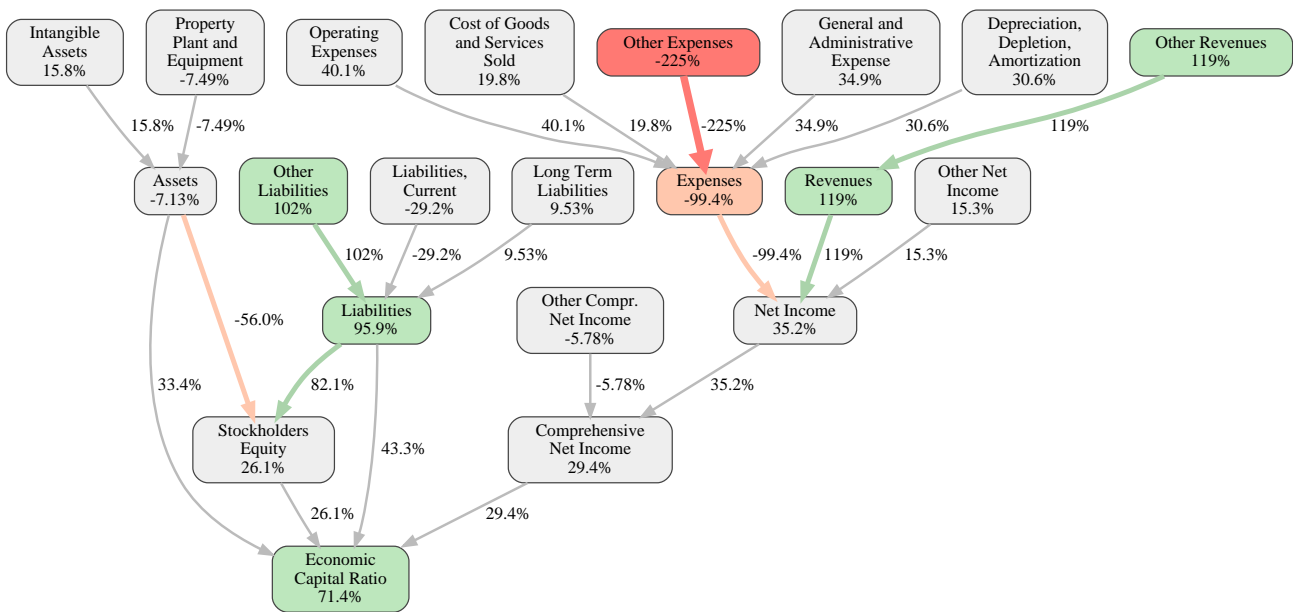 Intangible
Assets
15.8%
Property
Plant and
Equipment
-7.49%
Operating
Expenses
40.1%
Cost of Goods
and Services
Sold
19.8%
Other Expenses
-225%
General and
Administrative
Expense
34.9%
Depreciation,
Depletion,
Amortization
30.6%
Other Revenues
119%
15.8%
-7.49%
40.1%
19.8%
-225%
34.9%
30.6%
119%
Assets
-7.13%
Other
Liabilities
102%
Liabilities,
Current
-29.2%
Long Term
Liabilities
9.53%
Expenses
-99.4%
Revenues
119%
Other Net
Income
15.3%
102%
-29.2%
9.53%
-99.4%
119%
15.3%
-56.0%
Liabilities
95.9%
Other Compr.
Net Income
-5.78%
Net Income
35.2%
33.4%
82.1%
-5.78%
35.2%
Stockholders
Equity
26.1%
43.3%
Comprehensive
Net Income
29.4%
26.1%
29.4%
Economic
Capital Ratio
71.4%